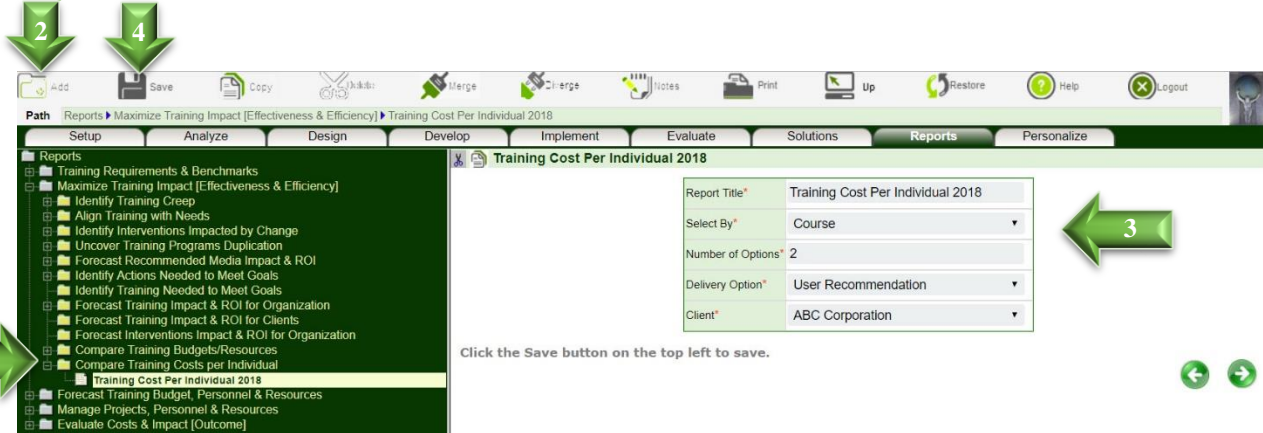 2 4
Add Save Copy Delete Merge Diverge Notes Print Up Restore Help Logout
Path Reports Maximize Training Impact [Effectiveness & Efficiency] Training Cost Per Individual 2018
Setup Analyze Design Develop Implement Evaluate Solutions Reports Personalize
Reports
Training Requirements & Benchmarks
Maximize Training Impact [Effectiveness & Efficiency]
Identify Training Creep
Align Training with Needs
Identify Interventions Impacted by Change
Uncover Training Programs Duplication
Forecast Recommended Media Impact & ROI
Identify Actions Needed to Meet Goals
Identify Training Needed to Meet Goals
Forecast Training Impact & ROI for Organization
Forecast Training Impact & ROI for Clients
Forecast Interventions Impact & ROI for Organization
Compare Training Budgets/Resources
Compare Training Costs per Individual
Training Cost Per Individual 2018
Forecast Training Budget, Personnel & Resources
Manage Projects, Personnel & Resources
Evaluate Costs & Impact [Outcome]
Training Cost Per Individual 2018
Report Title* Training Cost Per Individual 2018
Select By* Course
Number of Options* 2
Delivery Option* User Recommendation
Client* ABC Corporation
3
Click the Save button on the top left to save.